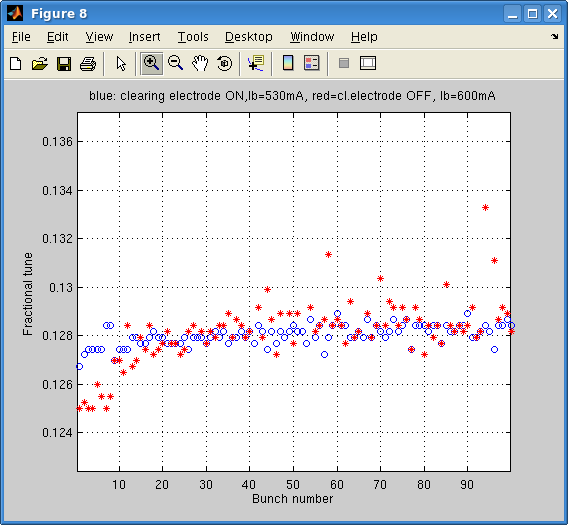 Figure 8
File Edit View Insert Tools Desktop Window Help
blue: clearing electrode ON,Ib=530mA, red=cl.electrode OFF, Ib=600mA
0.136
0.134
0.132
0.13
0.128
0.126
0.124
Fractional tune
10 20 30 40 50 60 70 80 90
Bunch number